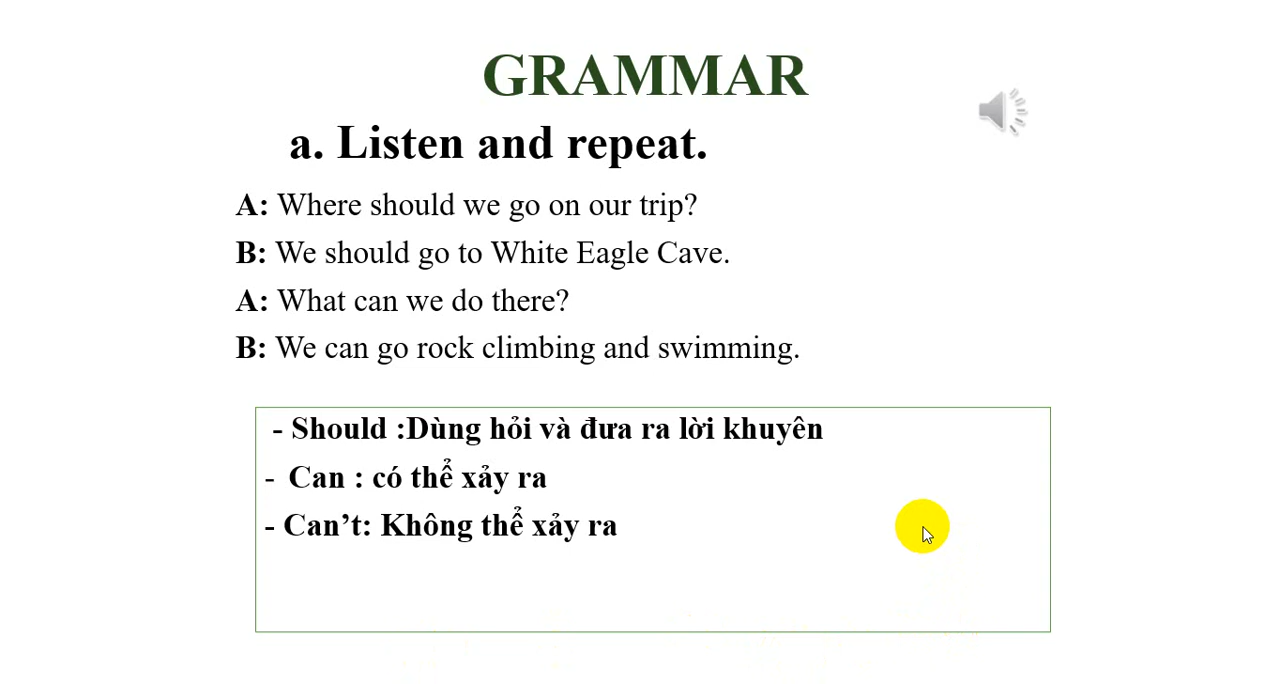 GRAMMAR
a. Listen and repeat.
A: Where should we go on our trip?
B: We should go to White Eagle Cave.
A: What can we do there?
B: We can go rock climbing and swimming.
- Should :Dùng hỏi và đưa ra lời khuyên
- Can : có thể xảy ra
- Can’t: Không thể xảy ra